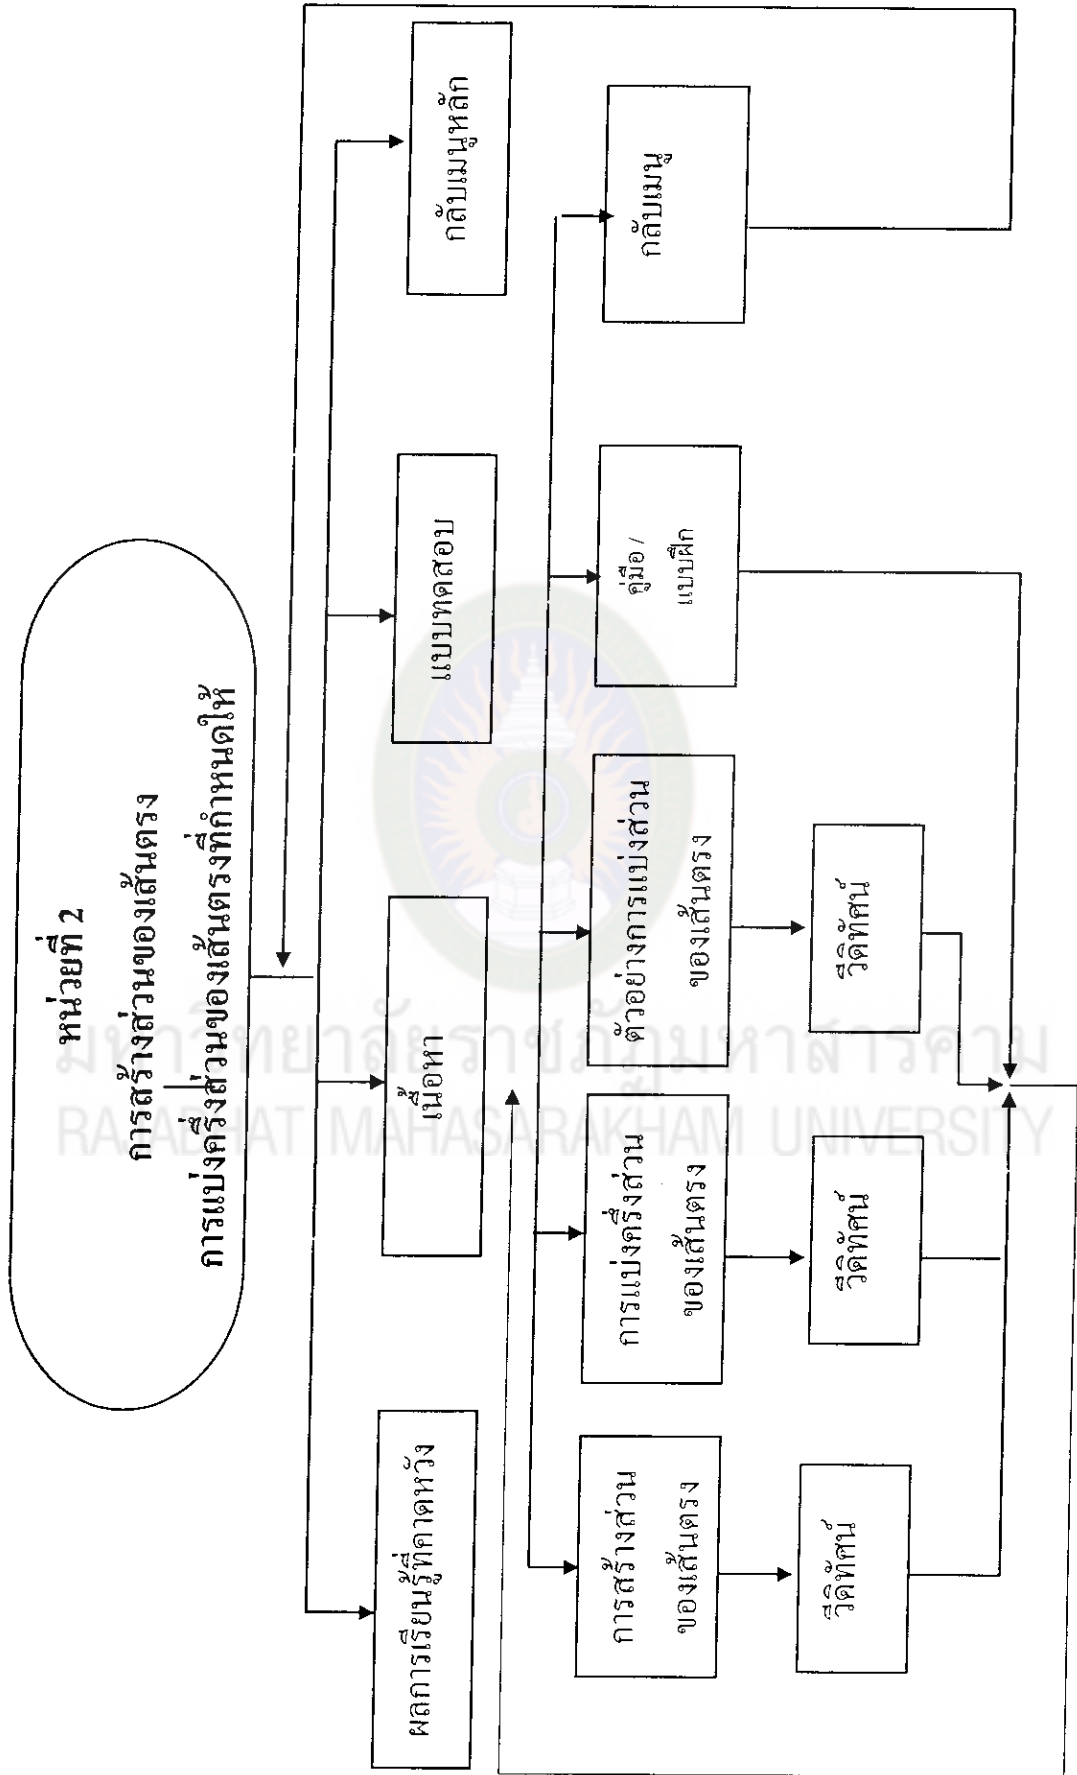 หน่วยที่ 2
การสร้างส่วนของเส้นตรง
การแบ่งครึ่งส่วนของเส้นตรงที่กำหนดให้
ผลการเรียนรู้ที่คาดหวัง
เนื้อหา
แบบทดสอบ
กลับเมนูหลัก
การสร้างส่วน
ของเส้นตรง
การแบ่งครึ่งส่วน
ของเส้นตรง
ตัวอย่างการแบ่งส่วน
ของเส้นตรง
คู่มือ /
แบบฝึก
กลับเมนู
วีดิทัศน์
วีดิทัศน์
วีดิทัศน์
มหาวิทยาลัยราชภัฏมหาสารคาม
RAJABHAT MAHASARAKHAM UNIVERSITY